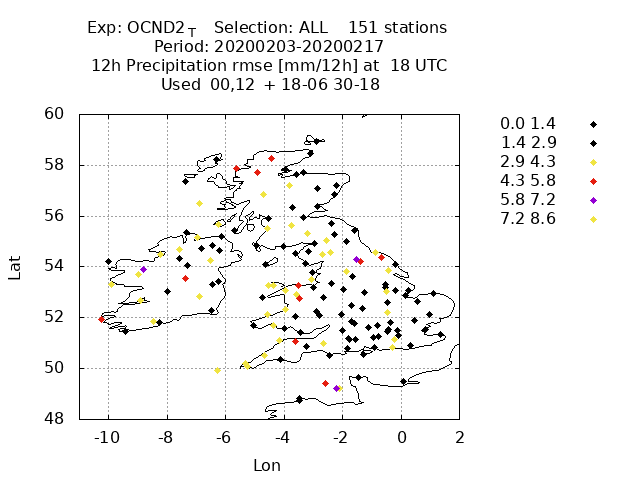 Exp: OCND2_T Selection: ALL 151 stations
Period: 20200203-20200217
12h Precipitation rmse [mm/12h] at 18 UTC
Used 00,12 + 18-06 30-18
60
58
56
54
52
50
48
Lat
-10 -8 -6 -4 -2 0 2
Lon
0.0 1.4
1.4 2.9
2.9 4.3
4.3 5.8
5.8 7.2
7.2 8.6